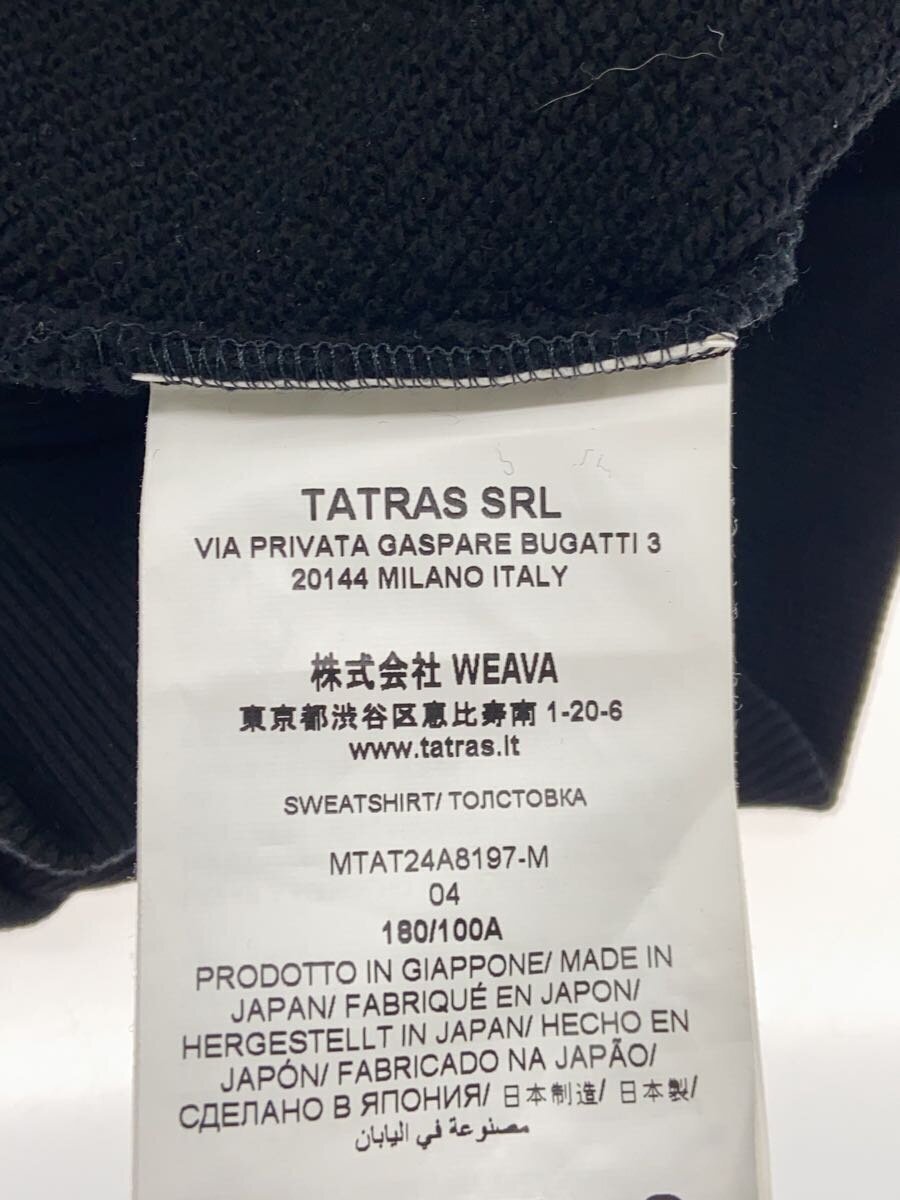 TATRAS SRL
VIA PRIVATA GASPARE BUGATTI 3
20144 MILANO ITALY
株式会社 WEAVA
東京都渋谷区恵比寿南 1-20-6
www.tatras.it
SWEATSHIRT/ ТОЛСТОВКА
MTAT24A8197-M
04
180/100A
PRODOTTO IN GIAPPONE/ MADE IN
JAPAN/ FABRIQUÉ EN JAPON/
HERGESTELLT IN JAPAN/ HECHO EN
JAPÓN/ FABRICADO NA JAPÃO/
СДЕЛАНО В ЯПОНИЯ/ 日本制造/ 日本製/
مصنوعة في اليابان